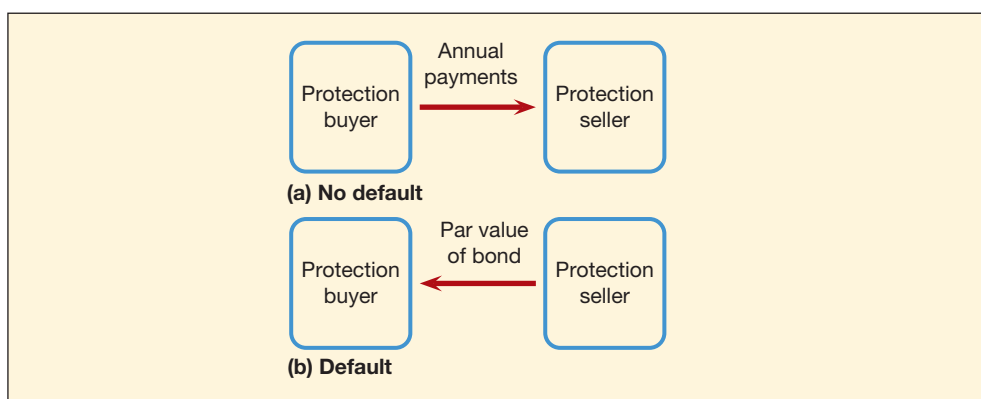 Annual
payments
Protection
buyer
Protection
seller
(a) No default
Par value
of bond
Protection
buyer
Protection
seller
(b) Default